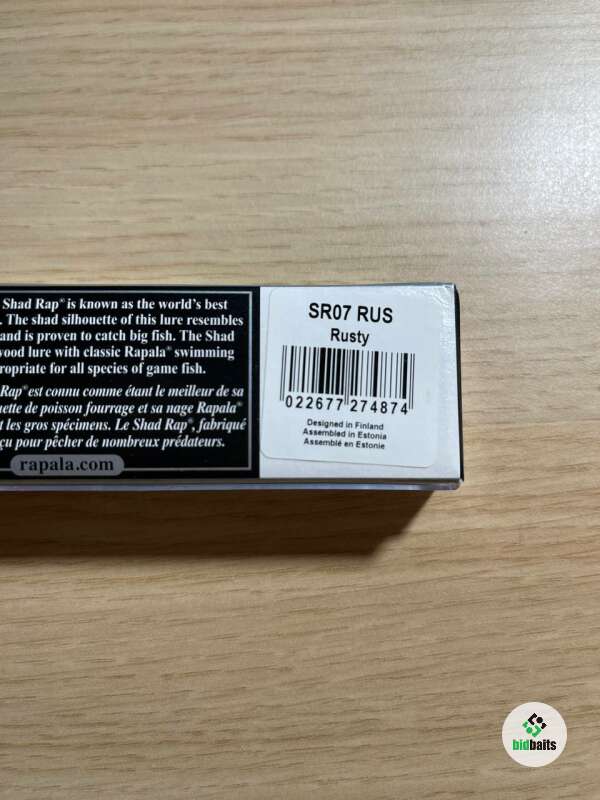 Shad Rap® is known as the world's best
. The shad silhouette of this lure resembles
and is proven to catch big fish. The Shad
wood lure with classic Rapala® swimming
ropriate for all species of game fish.
Rap® est connu comme étant le meilleur de sa
uette de poisson fourrage et sa nage Rapala®
t les gros spécimens. Le Shad Rap®, fabriqué
çu pour pêcher de nombreux prédateurs.
rapala.com
SR07 RUS
Rusty
022677 274874
Designed in Finland
Assembled in Estonia
Assemblé en Estonie
bidbaits